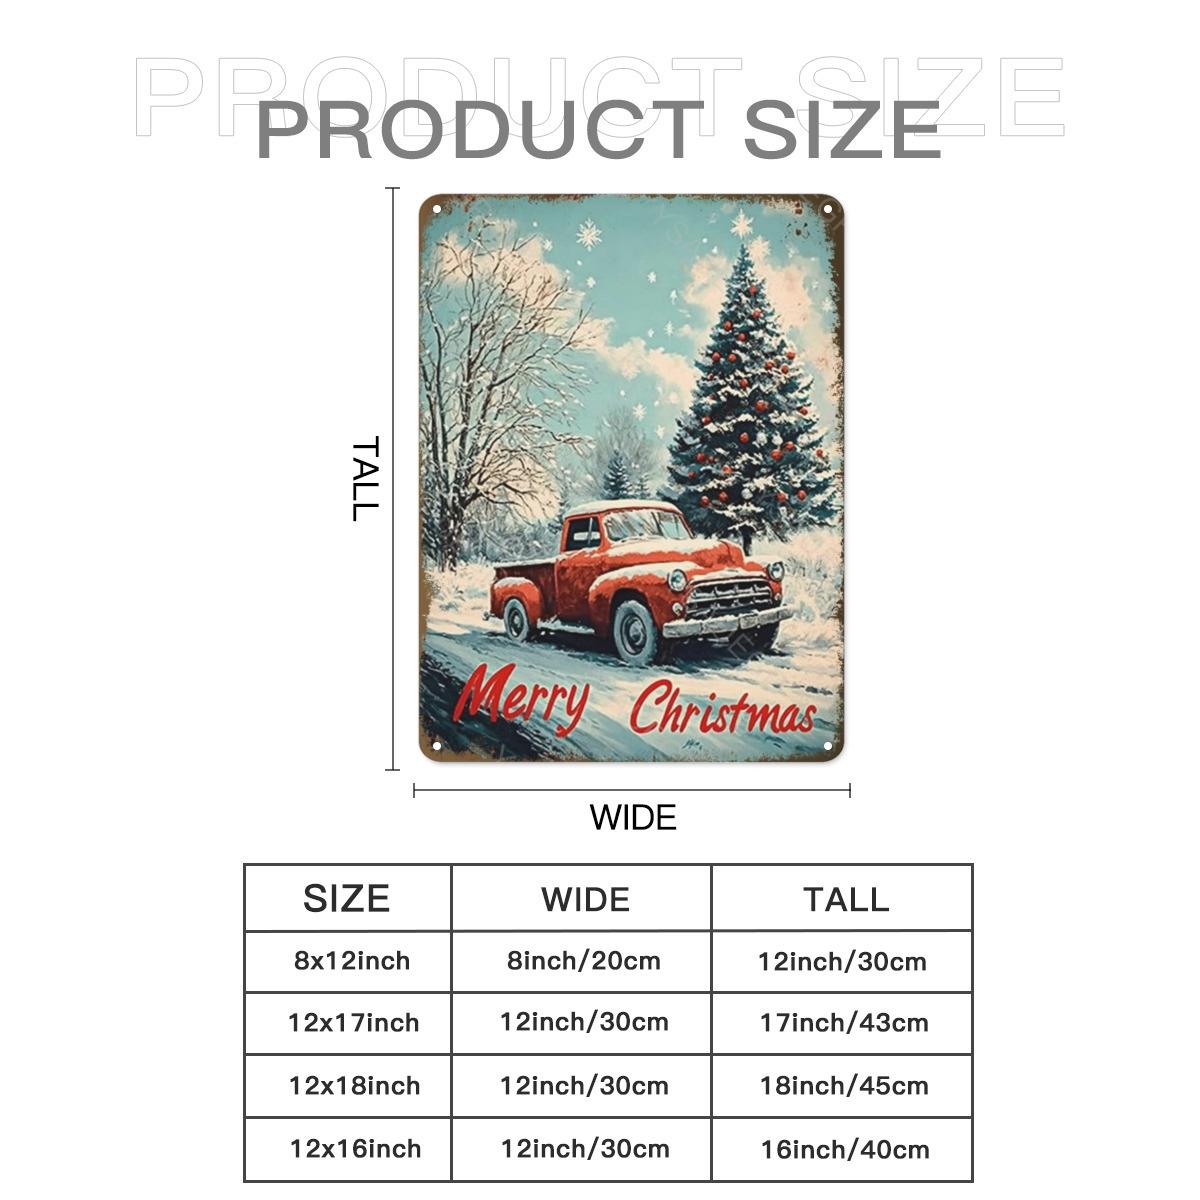 PRODUCT SIZE
PRODUCT SIZE
TALL
Merry Christmas
WIDE
SIZE WIDE TALL
8x12inch 8inch/20cm 12inch/30cm
12x17inch 12inch/30cm 17inch/43cm
12x18inch 12inch/30cm 18inch/45cm
12x16inch 12inch/30cm 16inch/40cm